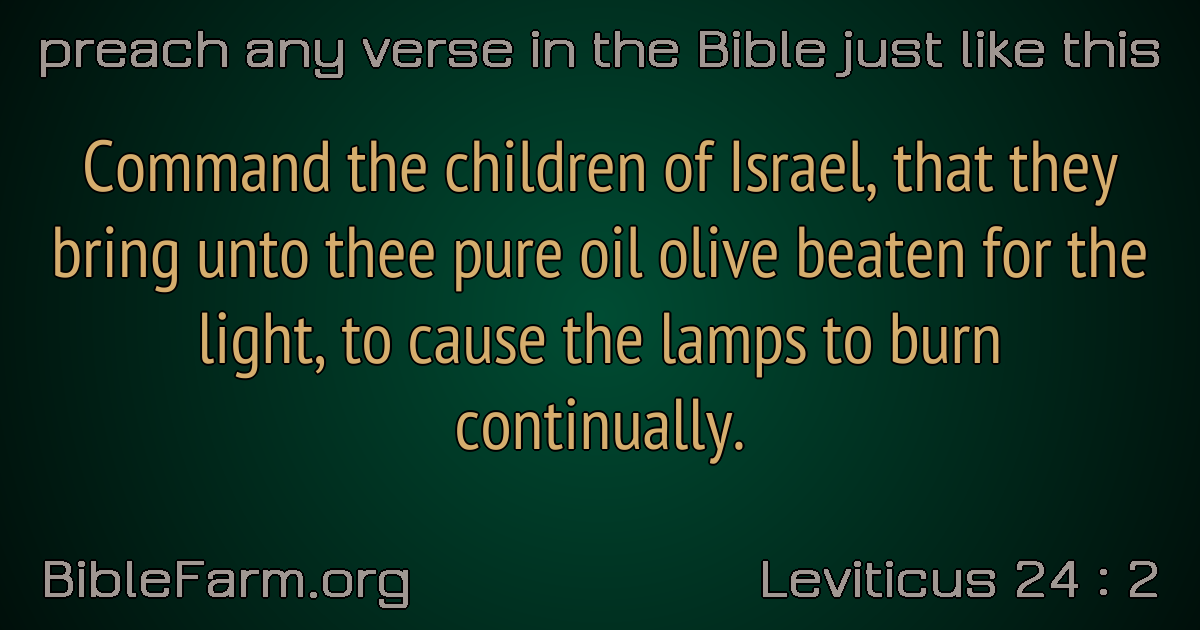 preach any verse in the Bible just like this
Command the children of Israel, that they
bring unto thee pure oil olive beaten for the
light, to cause the lamps to burn
continually.
BibleFarm.org
Leviticus 24 : 2